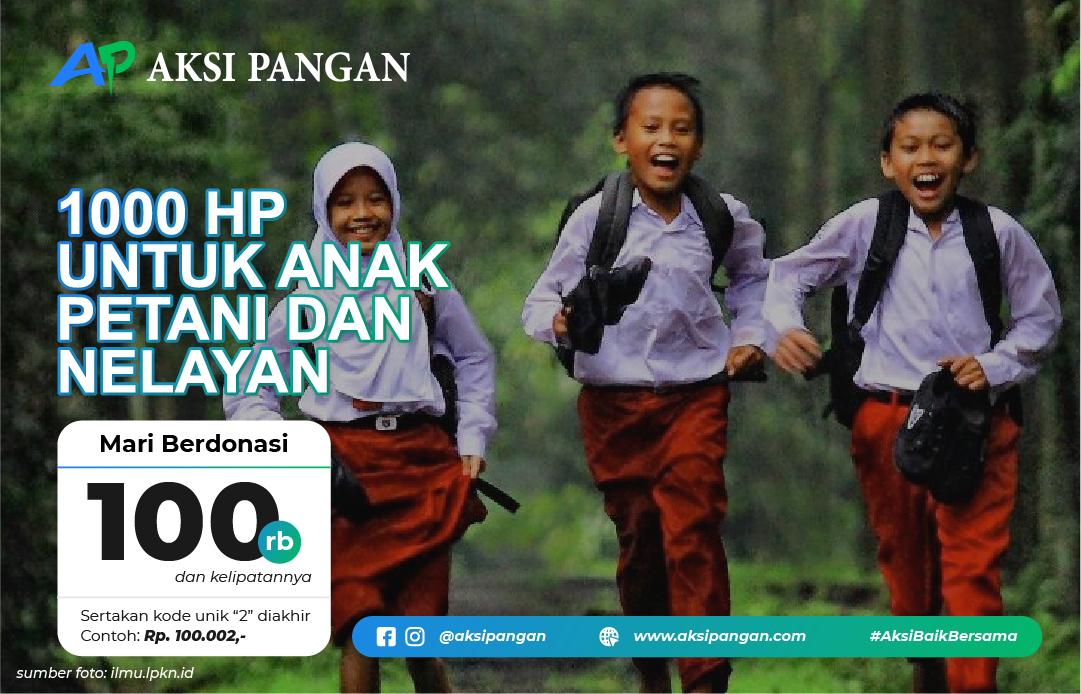 AP AKSI PANGAN
1000 HP
UNTUK ANAK
PETANI DAN
NELAYAN
Mari Berdonasi
100 rb
dan kelipatannya
Sertakan kode unik “2” diakhir
Contoh: Rp. 100.002,-
@aksipangan www.aksipangan.com #AksiBaikBersama
sumber foto: ilmu.lpkn.id